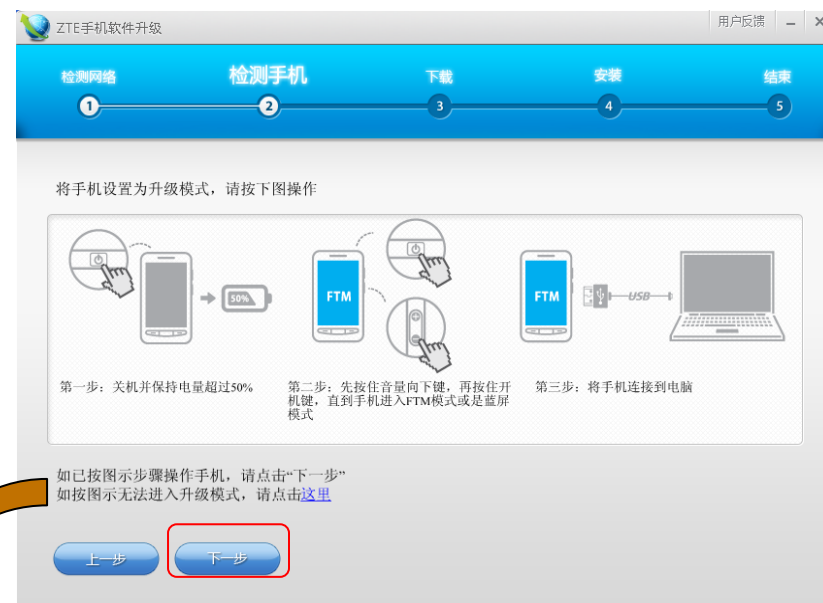 ZTE手机软件升级
用户反馈
检测网络
检测手机
下载
安装
结束
1
2
3
4
5
将手机设置为升级模式，请按下图操作
50%
FTM
FTM
USB
第一步：关机并保持电量超过50%
第二步：先按住音量向下键，再按住开
机键，直到手机进入FTM模式或是蓝屏
模式
第三步：将手机连接到电脑
如已按图示步骤操作手机，请点击“下一步”
如按图示无法进入升级模式，请点击这里
上一步
下一步